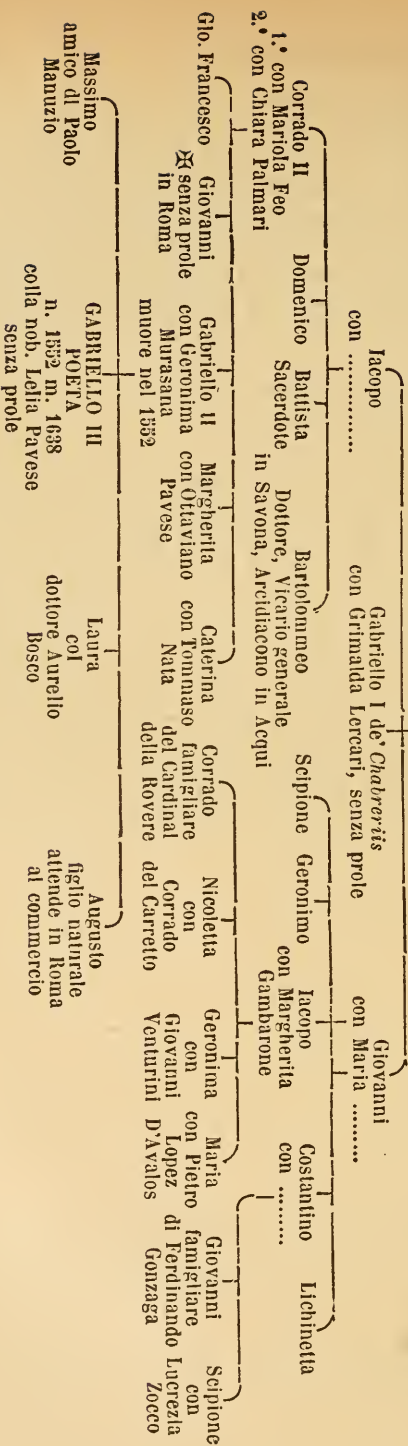 Iacopo
con ..............
Gabriello I de' Chabreriis
con Grimalda Lercari, senza prole
Giovanni
con Maria .........
Corrado II
1.° con Mariola Feo
2.° con Chiara Palmari
Domenico
Battista
Sacerdote
Bartolommeo
Dottore, Vicario generale
in Savona, Arcidiacono in Acqui
Scipione
Geronimo
Iacopo
con Margherita
Gambarone
Costantino
con .........
Lichinetta
Gio. Francesco
Giovanni
✠ senza prole
in Roma
Gabriello II
con Geronima
Murasana
muore nel 1552
Margherita
con Ottaviano
Pavese
Caterina
con Tommaso
Nata
Corrado
famigliare
del Cardinal
della Rovere
Nicoletta
con
Corrado
del Carretto
Geronima
con
Giovanni
Venturini
Maria
con Pietro
Lopez
D'Avalos
Giovanni
famigliare
di Ferdinando
Gonzaga
Scipione
con
Lucrezia
Zocco
Massimo
amico di Paolo
Manuzio
GABRIELLO III
POETA
n. 1552 m. 1638
colla nob. Lelia Pavese
senza prole
Laura
col
dottore Aurelio
Bosco
Augusto
figlio naturale
attende in Roma
al commercio